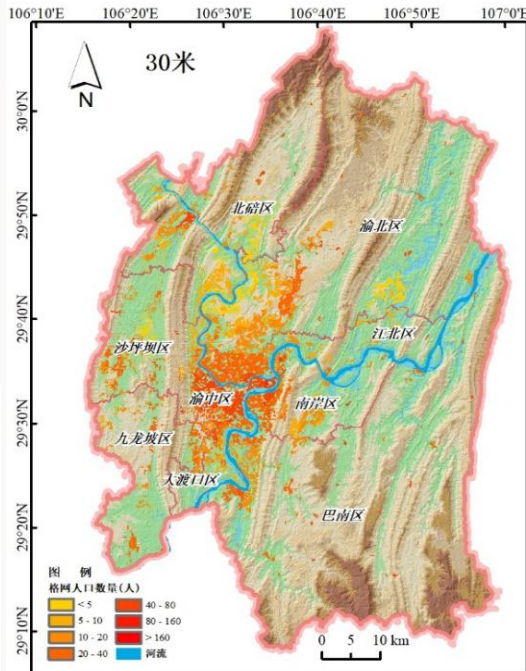 106°10′E 106°20′E 106°30′E 106°40′E 106°50′E 107°0′E
30米
N
30°0′N
29°50′N
29°40′N
29°30′N
29°20′N
29°10′N
北碚区
渝北区
江北区
沙坪坝区
渝中区
南岸区
九龙坡区
大渡口区
巴南区
图 例
格网人口数量(人)
< 5 40 - 80
5 - 10 80 - 160
10 - 20 > 160
20 - 40 河流
0 5 10 km